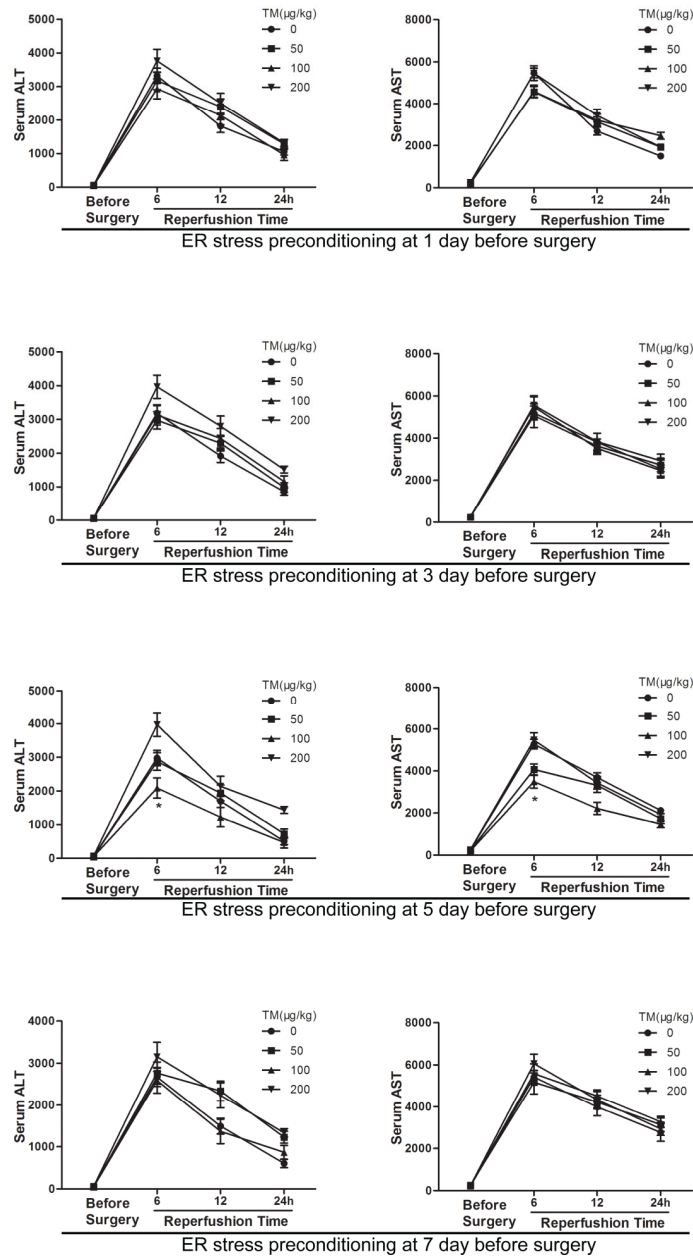 TM(μg/kg)
0
50
100
200
Serum ALT
5000
4000
3000
2000
1000
0
Before
Surgery
6
12
24h
Reperfushion Time
TM(μg/kg)
0
50
100
200
Serum AST
8000
6000
4000
2000
0
Before
Surgery
6
12
24h
Reperfushion Time
ER stress preconditioning at 1 day before surgery
TM(μg/kg)
0
50
100
200
Serum ALT
5000
4000
3000
2000
1000
0
Before
Surgery
6
12
24h
Reperfushion Time
TM(μg/kg)
0
50
100
200
Serum AST
8000
6000
4000
2000
0
Before
Surgery
6
12
24h
Reperfushion Time
ER stress preconditioning at 3 day before surgery
TM(μg/kg)
0
50
100
200
Serum ALT
5000
4000
3000
2000
1000
0
*
Before
Surgery
6
12
24h
Reperfushion Time
TM(μg/kg)
0
50
100
200
Serum AST
8000
6000
4000
2000
0
*
Before
Surgery
6
12
24h
Reperfushion Time
ER stress preconditioning at 5 day before surgery
TM(μg/kg)
0
50
100
200
Serum ALT
4000
3000
2000
1000
0
Before
Surgery
6
12
24h
Reperfushion Time
TM(μg/kg)
0
50
100
200
Serum AST
8000
6000
4000
2000
0
Before
Surgery
6
12
24h
Reperfushion Time
ER stress preconditioning at 7 day before surgery